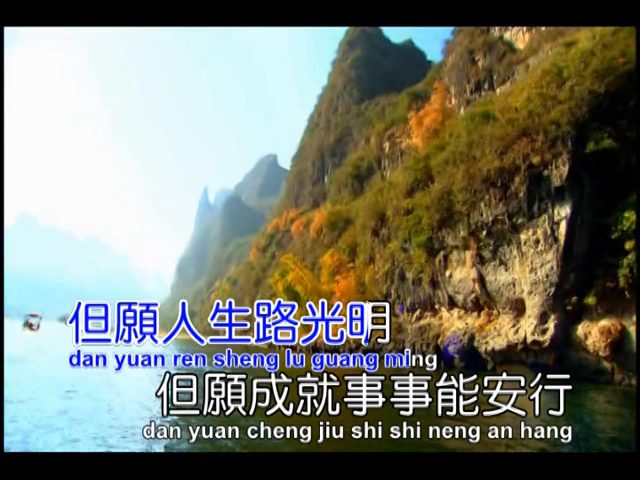 但願人生路光明
dan yuan ren sheng lu guang ming
但願成就事事能安行
dan yuan cheng jiu shi shi neng an hang